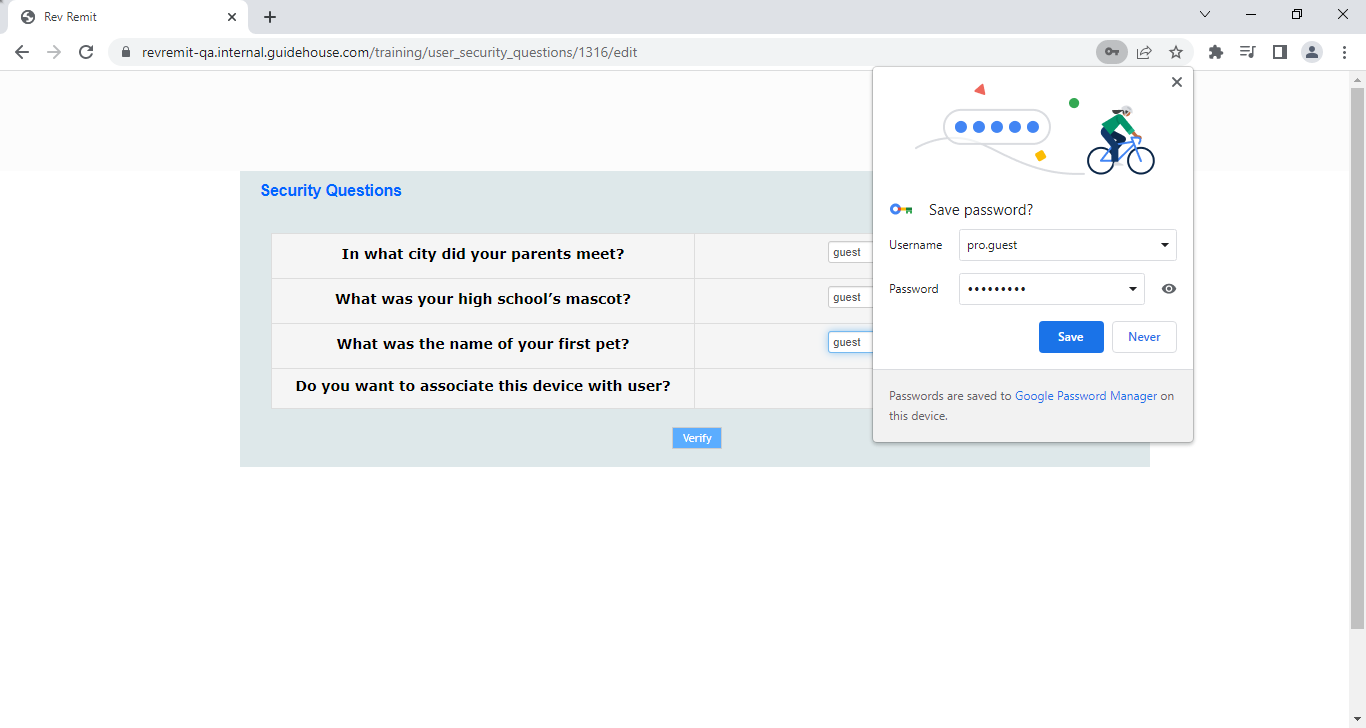 Rev Remit
revremit-qa.internal.guidehouse.com/training/user_security_questions/1316/edit
Security Questions
In what city did your parents meet? guest
What was your high school’s mascot? guest
What was the name of your first pet? guest
Do you want to associate this device with user?
Verify
Save password?
Username pro.guest
Password •••••••••
Save Never
Passwords are saved to Google Password Manager on
this device.